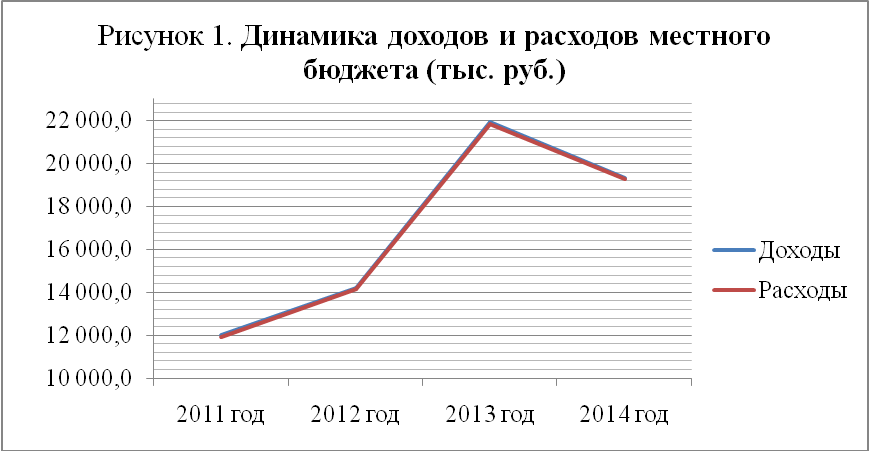 Рисунок 1. Динамика доходов и расходов местного
бюджета (тыс. руб.)
22 000,0
20 000,0
18 000,0
16 000,0
14 000,0
12 000,0
10 000,0
2011 год 2012 год 2013 год 2014 год
Доходы
Расходы